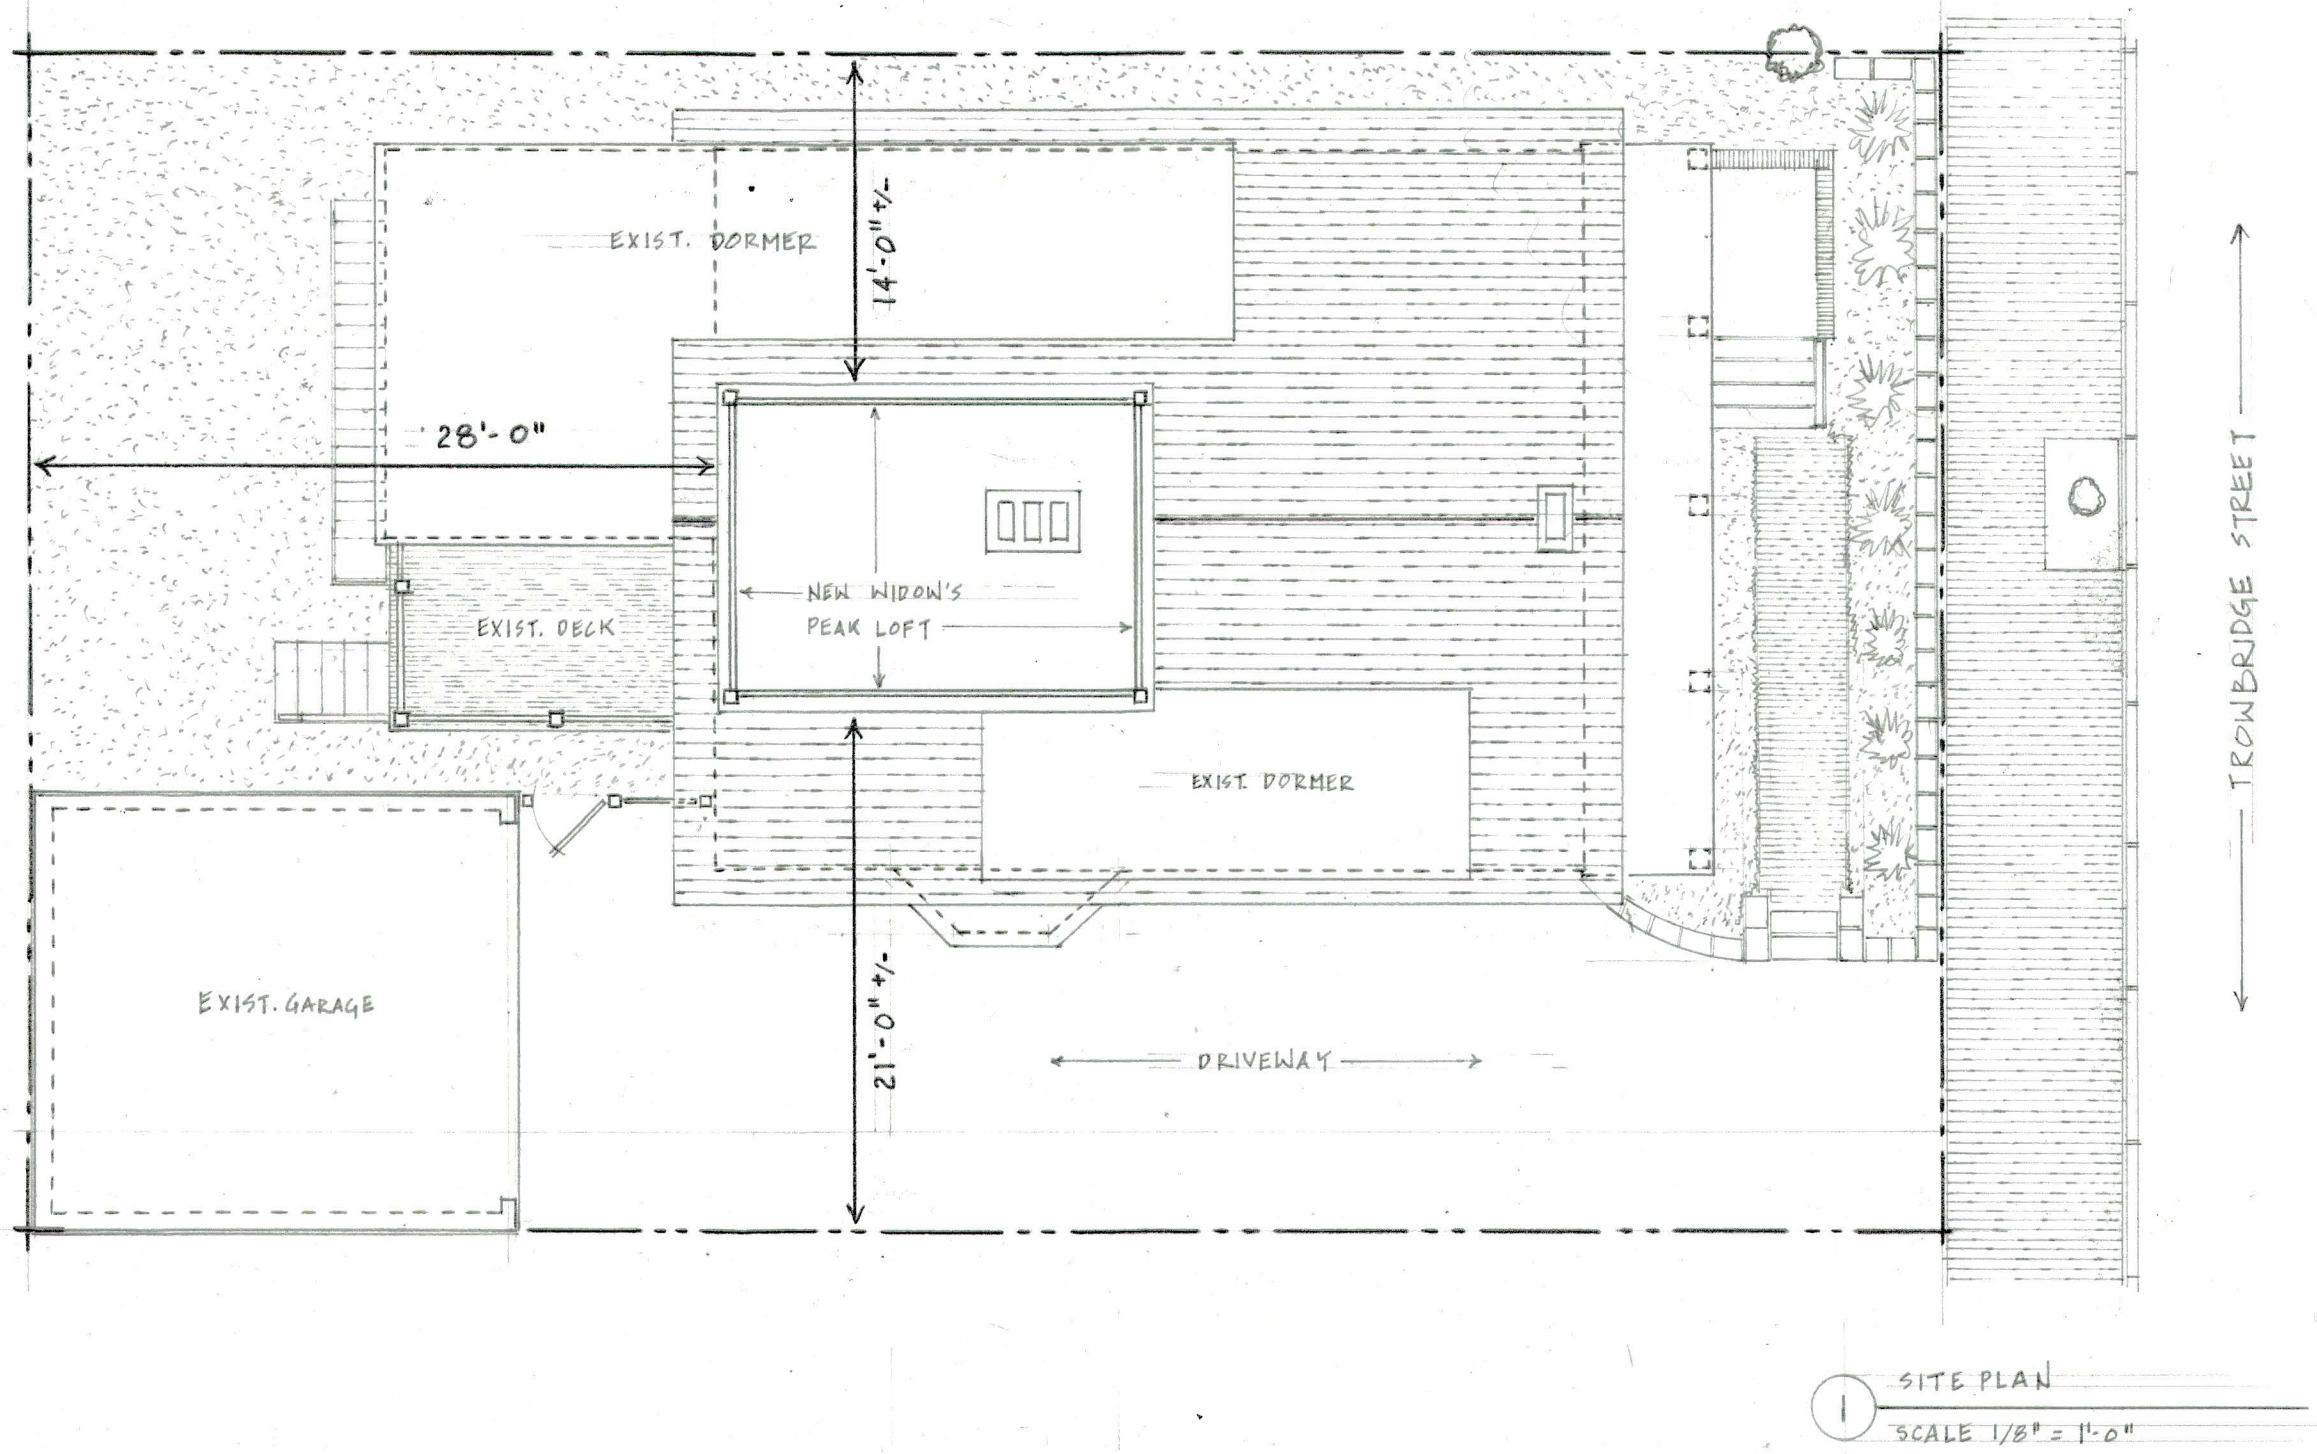 EXIST. DORMER
14'-0" +/-
28'-0"
NEW WIDOW'S
PEAK LOFT
EXIST. DECK
EXIST. DORMER
EXIST. GARAGE
21'-0" +/-
DRIVEWAY
TROWBRIDGE STREET
1
SITE PLAN
SCALE 1/8" = 1'-0"